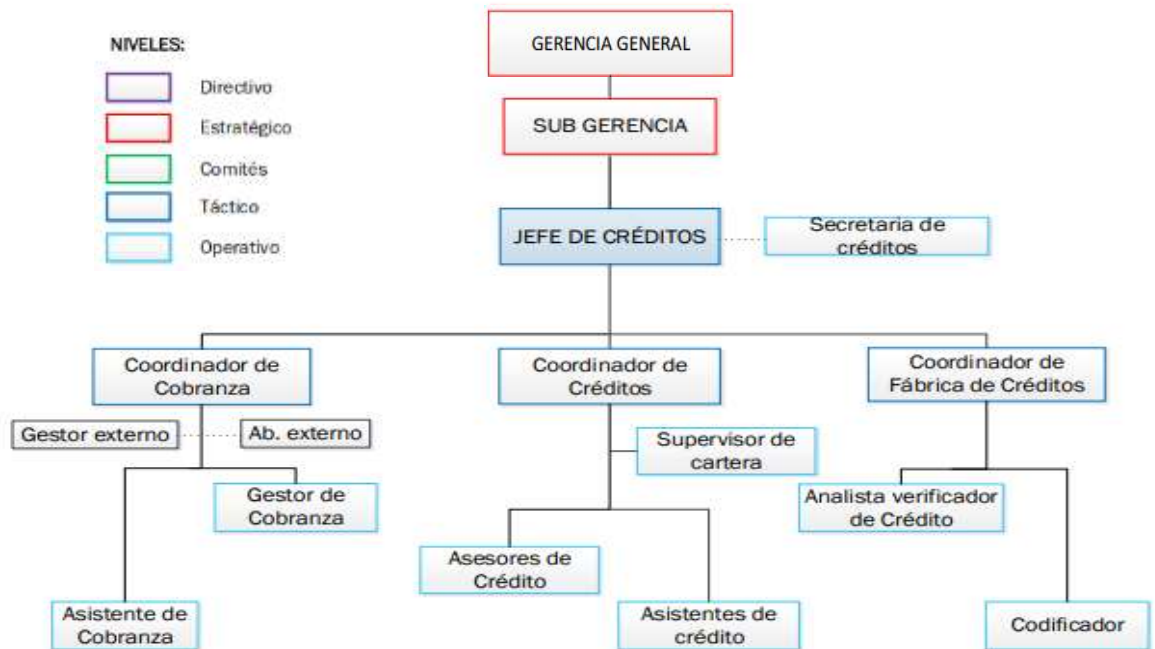 NIVELES:
Directivo
Estratégico
Comités
Táctico
Operativo
GERENCIA GENERAL
SUB GERENCIA
JEFE DE CRÉDITOS
Secretaria de
créditos
Coordinador de
Cobranza
Coordinador de
Créditos
Coordinador de
Fábrica de Créditos
Gestor externo
Ab. externo
Gestor de
Cobranza
Asistente de
Cobranza
Supervisor de
cartera
Asesores de
Crédito
Asistentes de
crédito
Analista verificador
de Crédito
Codificador